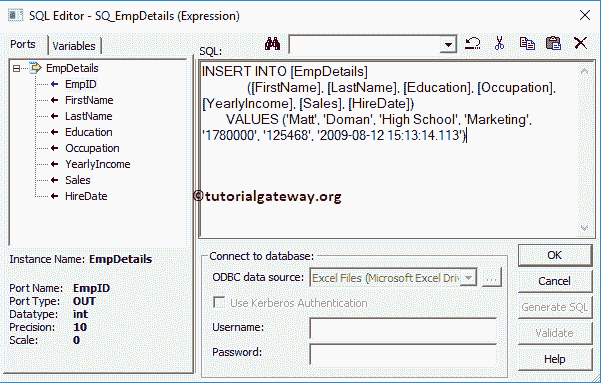 SQL Editor - SQ_EmpDetails (Expression)
Ports Variables
SQL:
EmpDetails
EmpID
FirstName
LastName
Education
Occupation
YearlyIncome
Sales
HireDate
INSERT INTO [EmpDetails]
([FirstName], [LastName], [Education], [Occupation],
[YearlyIncome], [Sales], [HireDate])
VALUES ('Matt', 'Doman', 'High School', 'Marketing',
'1780000', '125468', '2009-08-12 15:13:14.113')
©tutorialgateway.org
Instance Name: EmpDetails
Port Name: EmpID
Port Type: OUT
Datatype: int
Precision: 10
Scale: 0
Connect to database:
ODBC data source: Excel Files (Microsoft Excel Driv ...
Use Kerberos Authentication
Username:
Password:
OK
Cancel
Generate SQL
Validate
Help